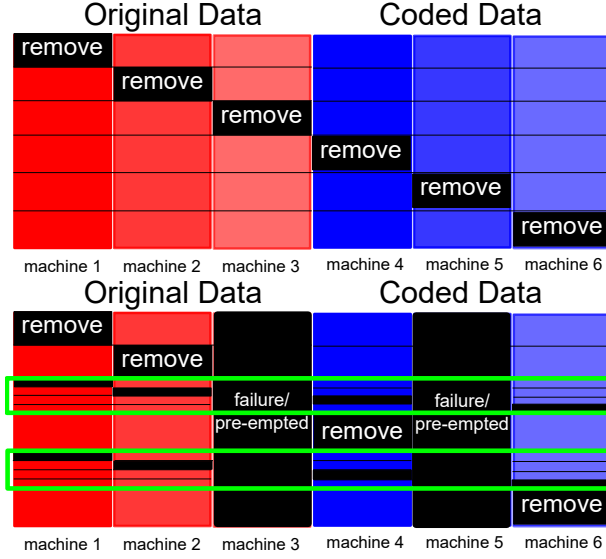 Original Data Coded Data
remove
remove
remove
remove
remove
remove
machine 1 machine 2 machine 3 machine 4 machine 5 machine 6
Original Data Coded Data
remove
remove
failure/ failure/
pre-empted pre-empted
remove
remove
machine 1 machine 2 machine 3 machine 4 machine 5 machine 6